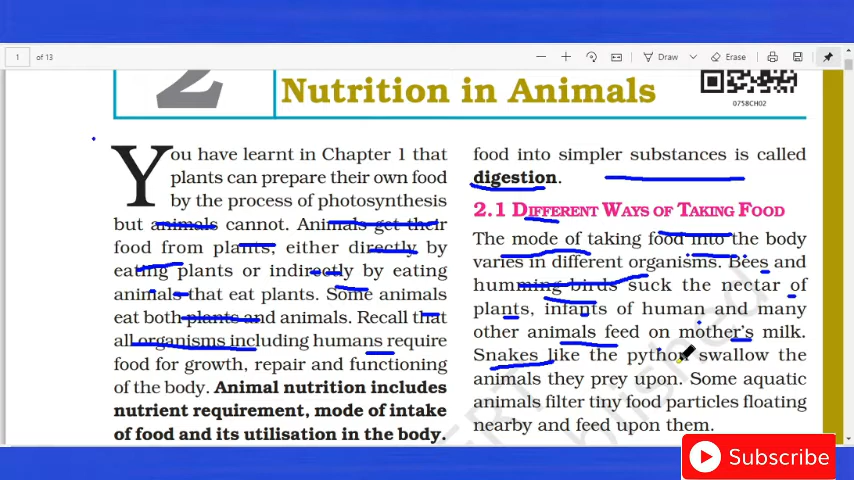 1 of 13
Draw
Erase
2
Nutrition in Animals
0758CH02
You have learnt in Chapter 1 that
plants can prepare their own food
by the process of photosynthesis
but animals cannot. Animals get their
food from plants, either directly by
eating plants or indirectly by eating
animals that eat plants. Some animals
eat both plants and animals. Recall that
all organisms including humans require
food for growth, repair and functioning
of the body. Animal nutrition includes
nutrient requirement, mode of intake
of food and its utilisation in the body.
food into simpler substances is called
digestion.
2.1 DIFFERENT WAYS OF TAKING FOOD
The mode of taking food into the body
varies in different organisms. Bees and
humming-birds suck the nectar of
plants, infants of human and many
other animals feed on mother's milk.
Snakes like the python swallow the
animals they prey upon. Some aquatic
animals filter tiny food particles floating
nearby and feed upon them.
Subscribe